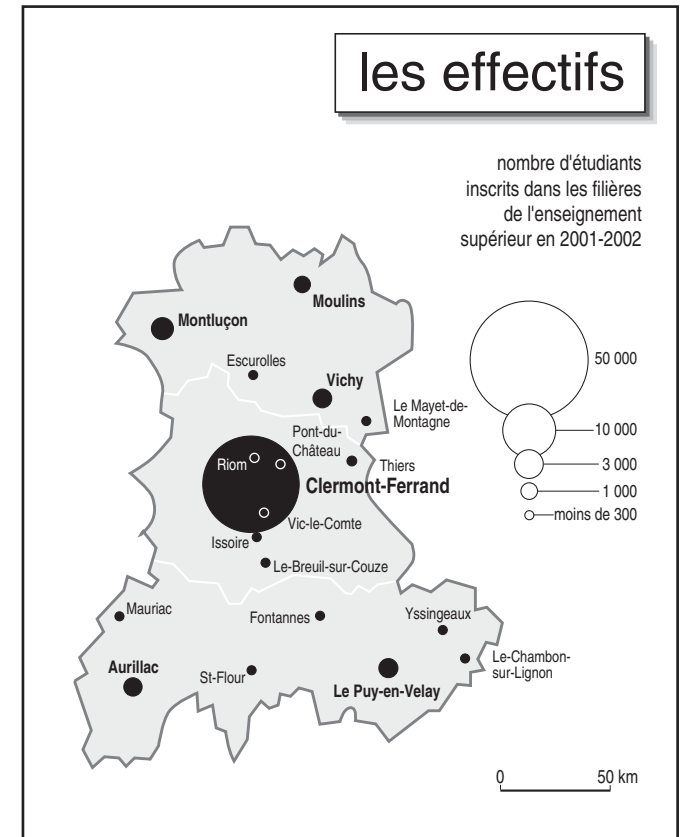 les effectifs
nombre d'étudiants
inscrits dans les filières
de l'enseignement
supérieur en 2001-2002
Moulins
Montluçon
Escurolles
Vichy
Le Mayet-de-
Montagne
50 000
10 000
3 000
1 000
moins de 300
Pont-du-
Château
Riom
Thiers
Clermont-Ferrand
Vic-le-Comte
Issoire
Le-Breuil-sur-Couze
Mauriac
Fontannes
Yssingeaux
Aurillac
St-Flour
Le Puy-en-Velay
Le-Chambon-
sur-Lignon
0 50 km